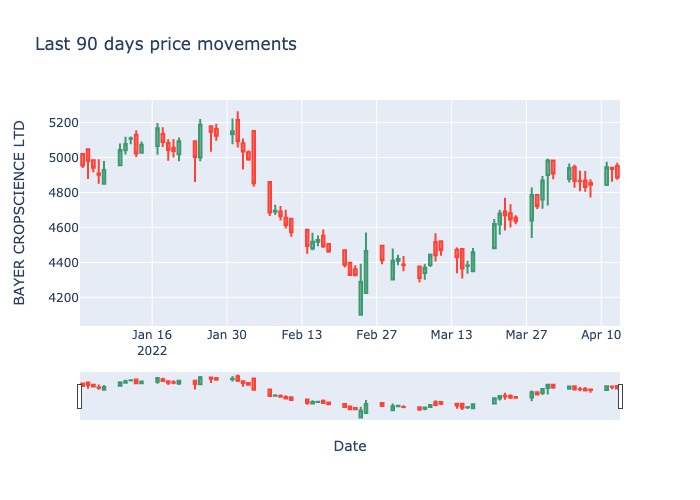 Last 90 days price movements
BAYER CROPSCIENCE LTD
5200
5000
4800
4600
4400
4200
Jan 16
2022
Jan 30
Feb 13
Feb 27
Mar 13
Mar 27
Apr 10
Date